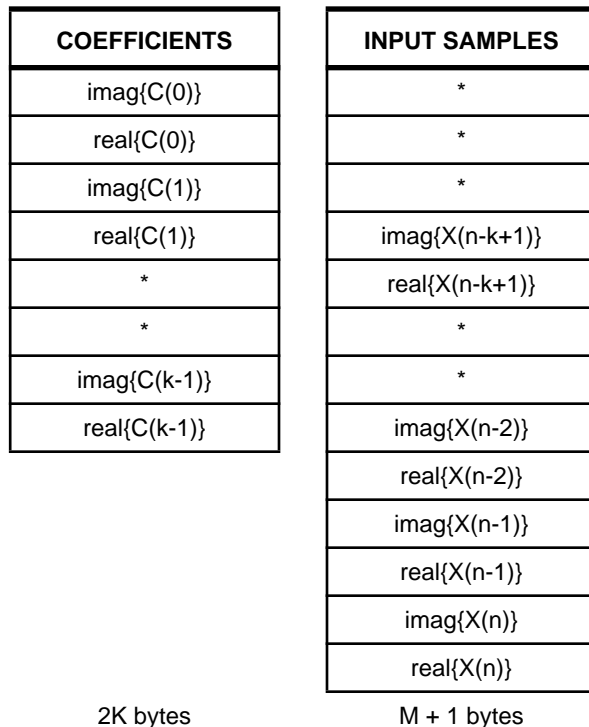 COEFFICIENTS
imag{C(0)}
real{C(0)}
imag{C(1)}
real{C(1)}
*
*
imag{C(k-1)}
real{C(k-1)}
2K bytes
INPUT SAMPLES
*
*
*
imag{X(n-k+1)}
real{X(n-k+1)}
*
*
imag{X(n-2)}
real{X(n-2)}
imag{X(n-1)}
real{X(n-1)}
imag{X(n)}
real{X(n)}
M + 1 bytes